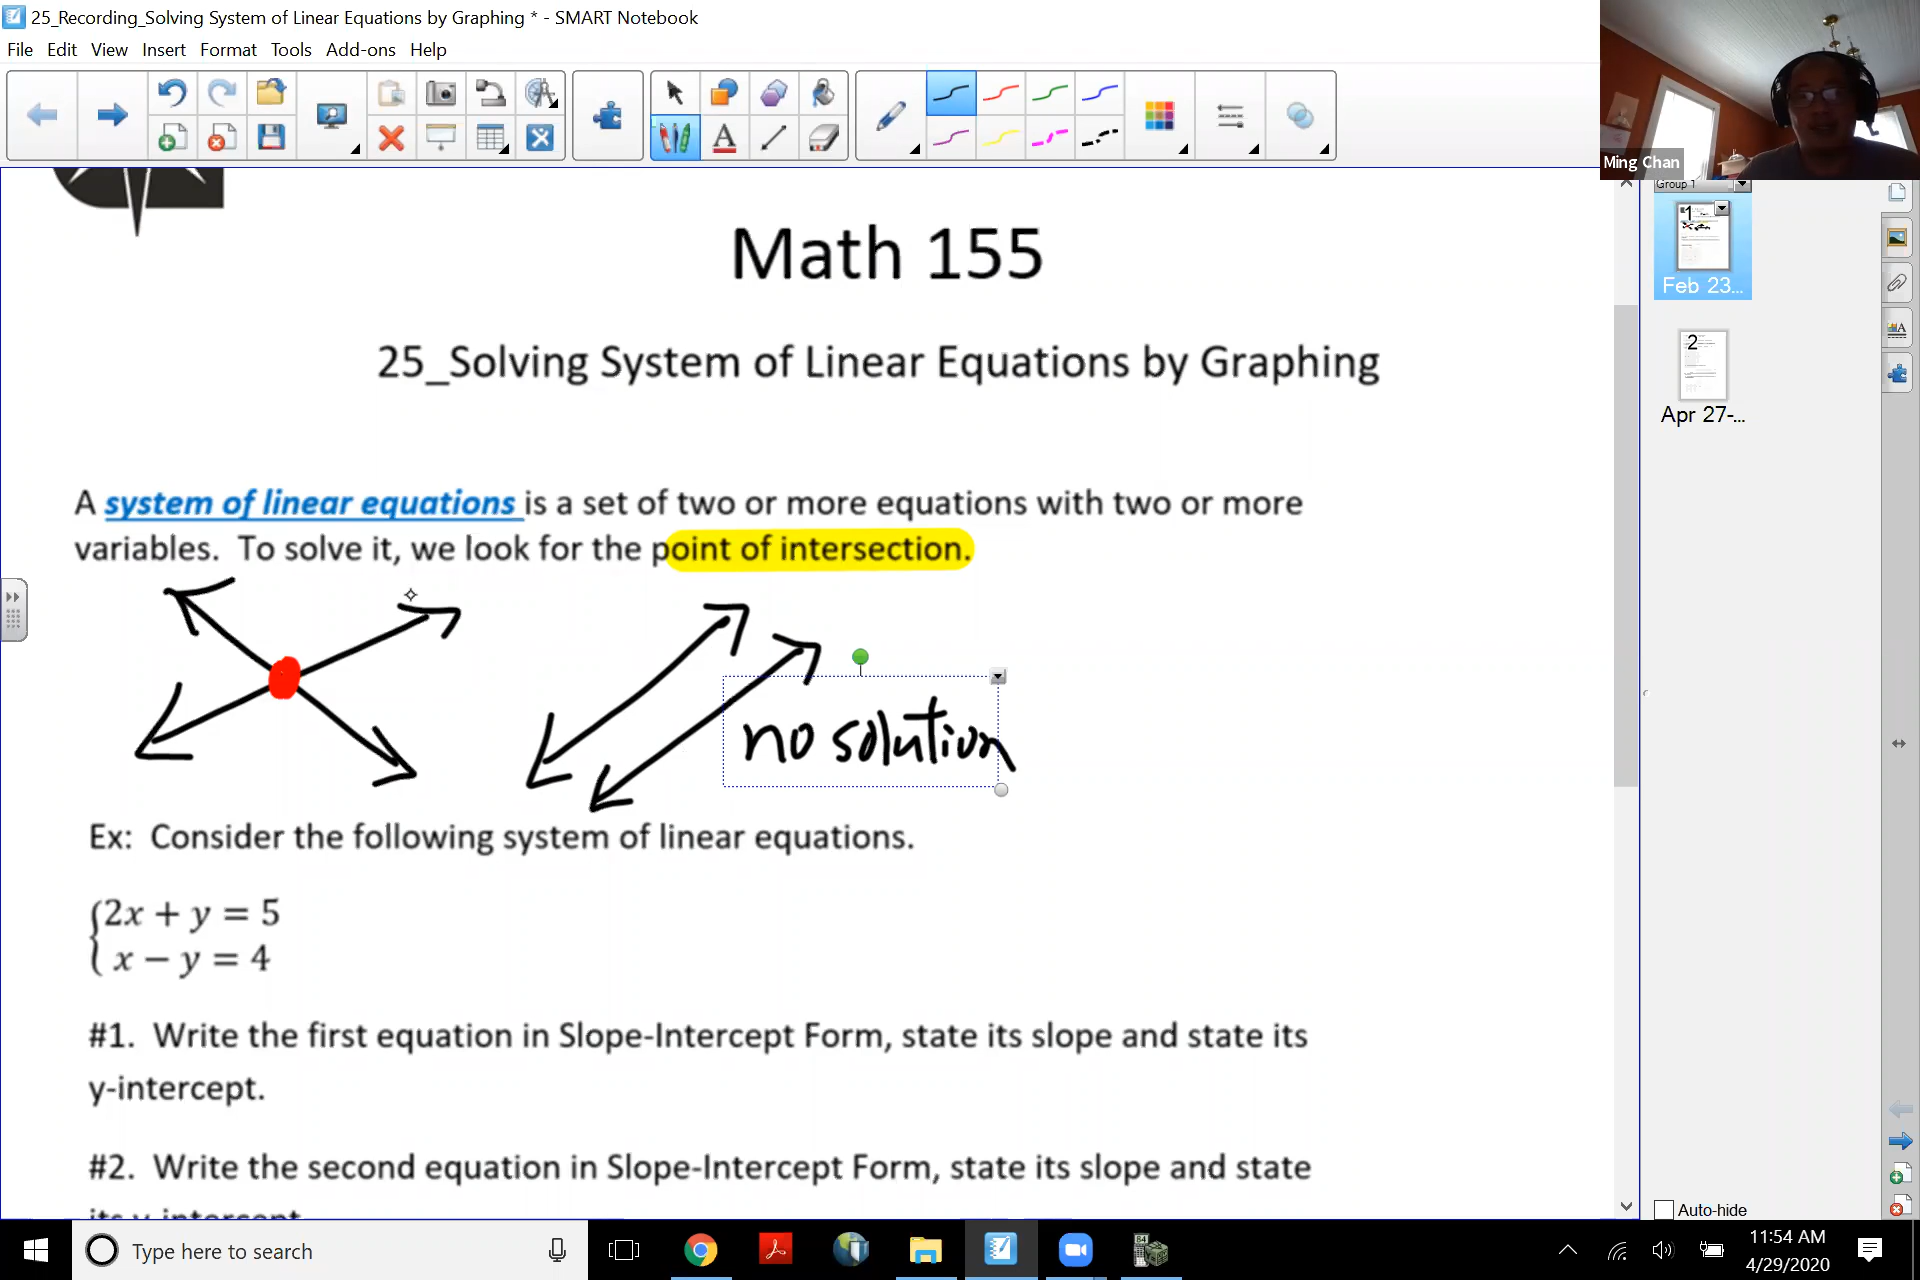 25_Recording_Solving System of Linear Equations by Graphing * - SMART Notebook
File Edit View Insert Format Tools Add-ons Help
Ming Chan
Group 1
1
Feb 23...
2
Apr 27-...
Math 155
25_Solving System of Linear Equations by Graphing
A system of linear equations is a set of two or more equations with two or more
variables. To solve it, we look for the point of intersection.
no solution
Ex: Consider the following system of linear equations.
2x + y = 5
x − y = 4
#1. Write the first equation in Slope-Intercept Form, state its slope and state its
y-intercept.
#2. Write the second equation in Slope-Intercept Form, state its slope and state
its y-intercept
Auto-hide
Type here to search
84
11:54 AM
4/29/2020